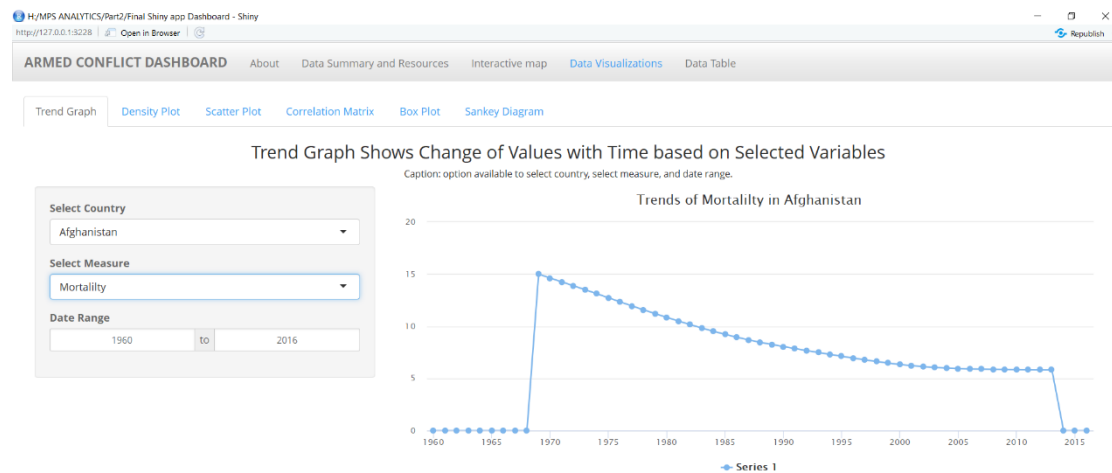 H:/MPS ANALYTICS/Part2/Final Shiny app Dashboard - Shiny
http://127.0.0.1:3228 Open in Browser Republish
ARMED CONFLICT DASHBOARD About Data Summary and Resources Interactive map Data Visualizations Data Table
Trend Graph Density Plot Scatter Plot Correlation Matrix Box Plot Sankey Diagram
Trend Graph Shows Change of Values with Time based on Selected Variables
Caption: option available to select country, select measure, and date range.
Select Country
Afghanistan
Select Measure
Mortalilty
Date Range
1960 to 2016
Trends of Mortalilty in Afghanistan
20
15
10
5
0
1960 1965 1970 1975 1980 1985 1990 1995 2000 2005 2010 2015
Series 1